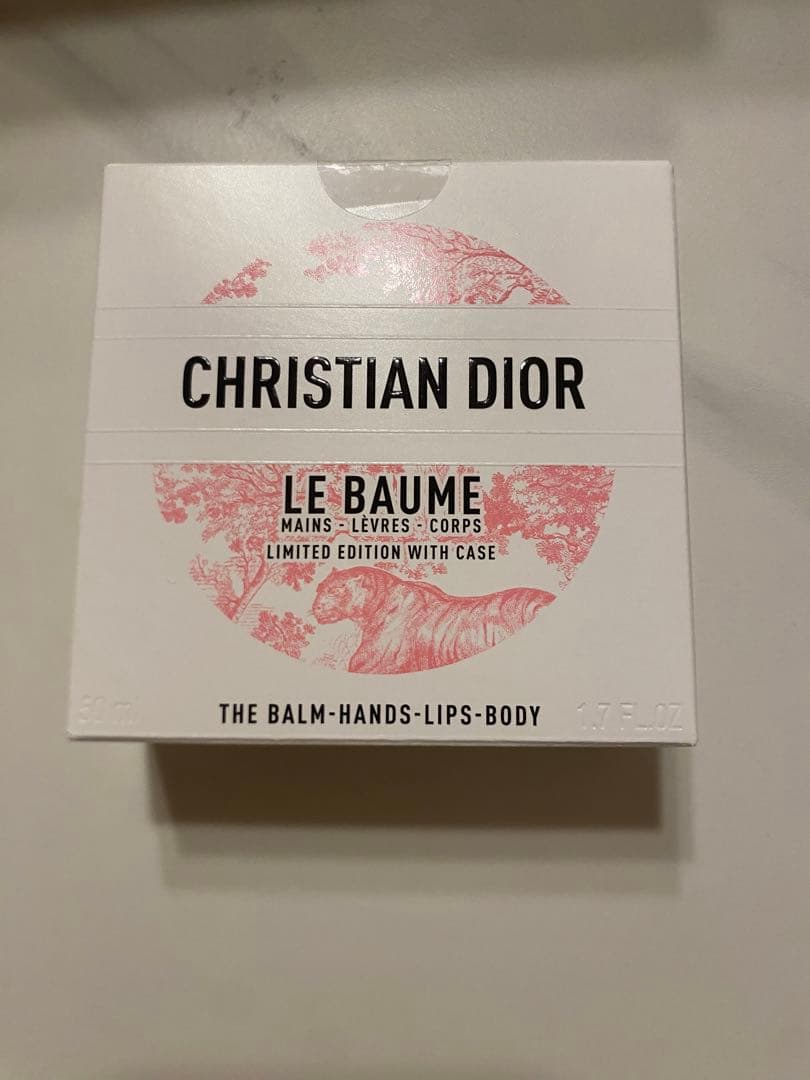 CHRISTIAN DIOR
LE BAUME
MAINS - LÈVRES - CORPS
LIMITED EDITION WITH CASE
50 ml
THE BALM-HANDS-LIPS-BODY
1.7 FL.OZ